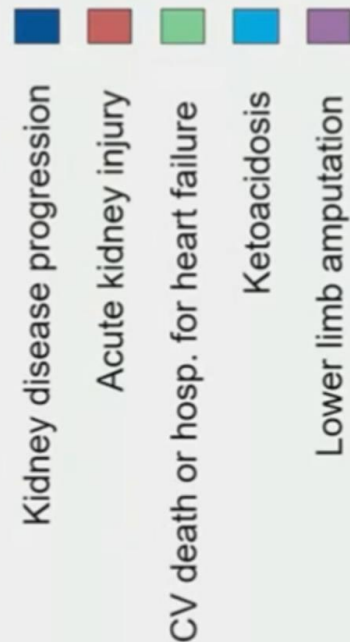 Kidney disease progression
Acute kidney injury
CV death or hosp. for heart failure
Ketoacidosis
Lower limb amputation